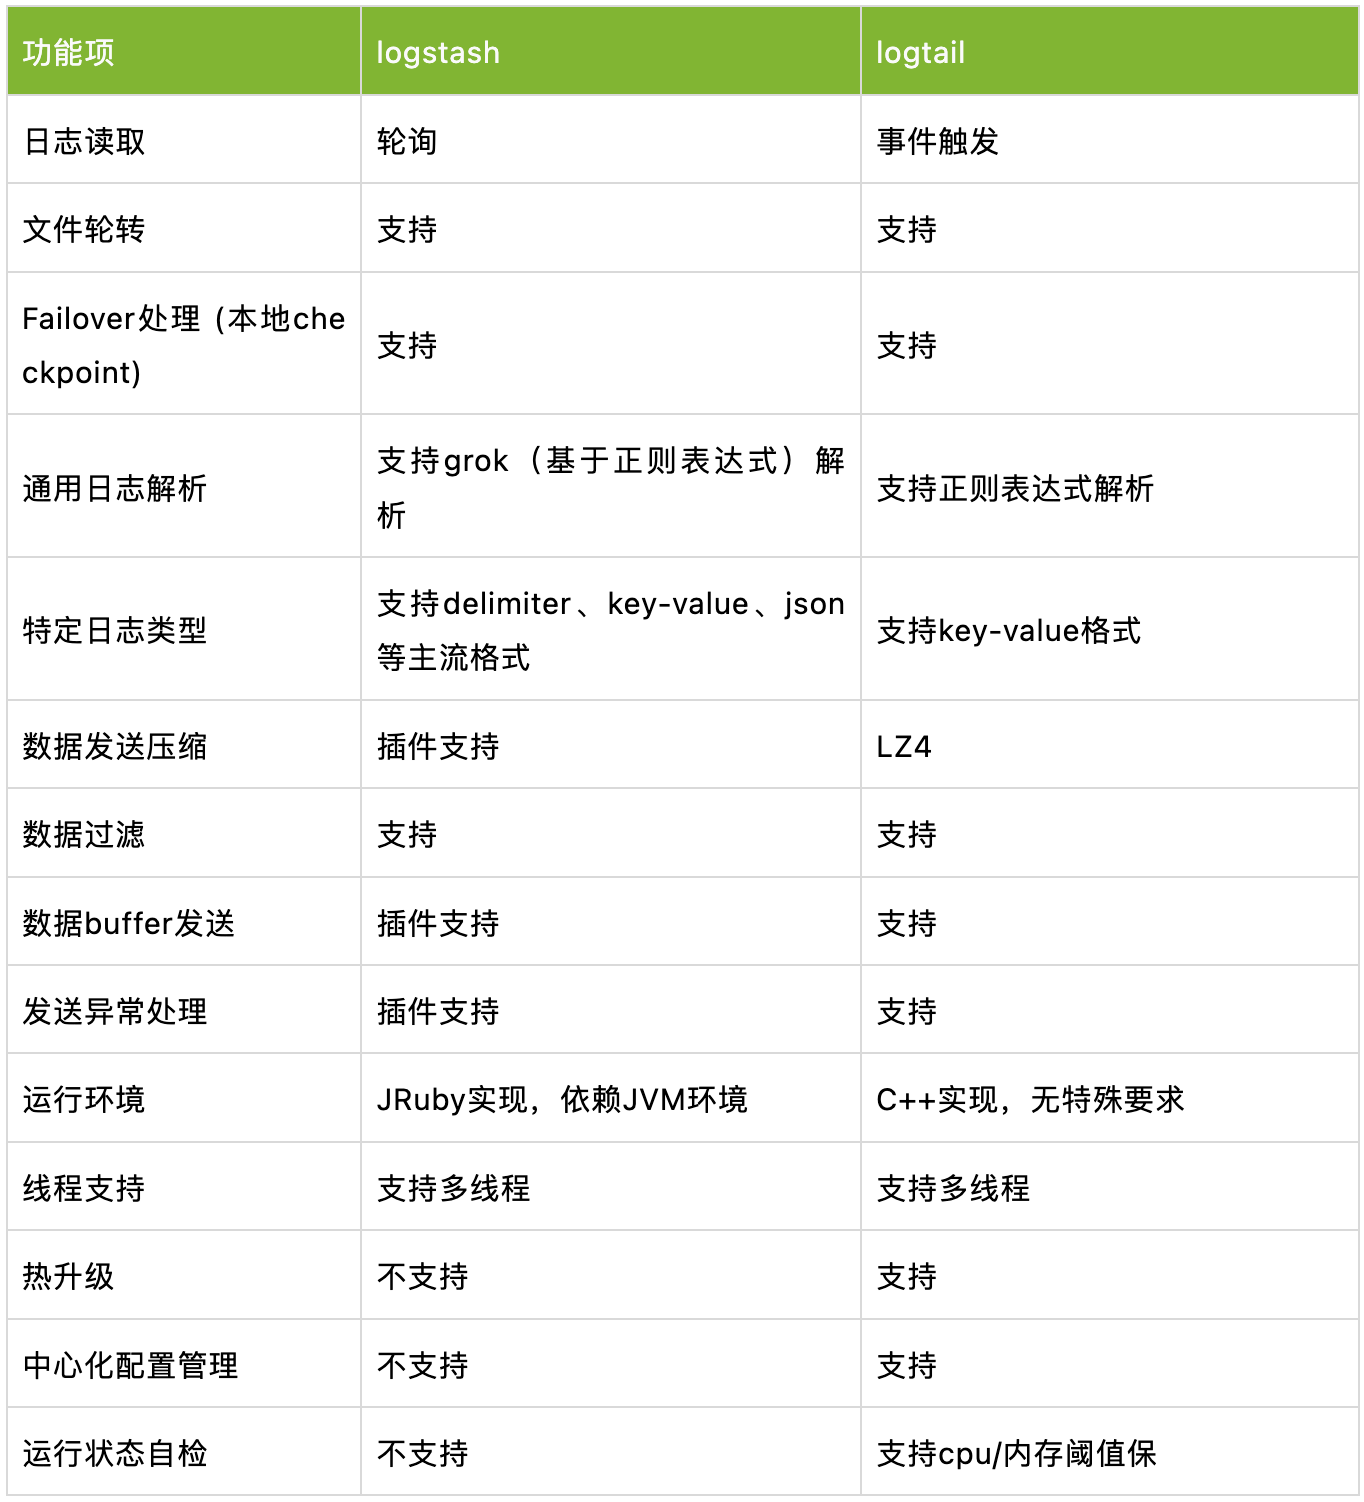 功能项 logstash logtail
日志读取 轮询 事件触发
文件轮转 支持 支持
Failover处理 (本地che
ckpoint)
支持 支持
通用日志解析
支持grok（基于正则表达式）解
析
支持正则表达式解析
特定日志类型
支持delimiter、key-value、json
等主流格式
支持key-value格式
数据发送压缩 插件支持 LZ4
数据过滤 支持 支持
数据buffer发送 插件支持 支持
发送异常处理 插件支持 支持
运行环境 JRuby实现，依赖JVM环境 C++实现，无特殊要求
线程支持 支持多线程 支持多线程
热升级 不支持 支持
中心化配置管理 不支持 支持
运行状态自检 不支持 支持cpu/内存阈值保